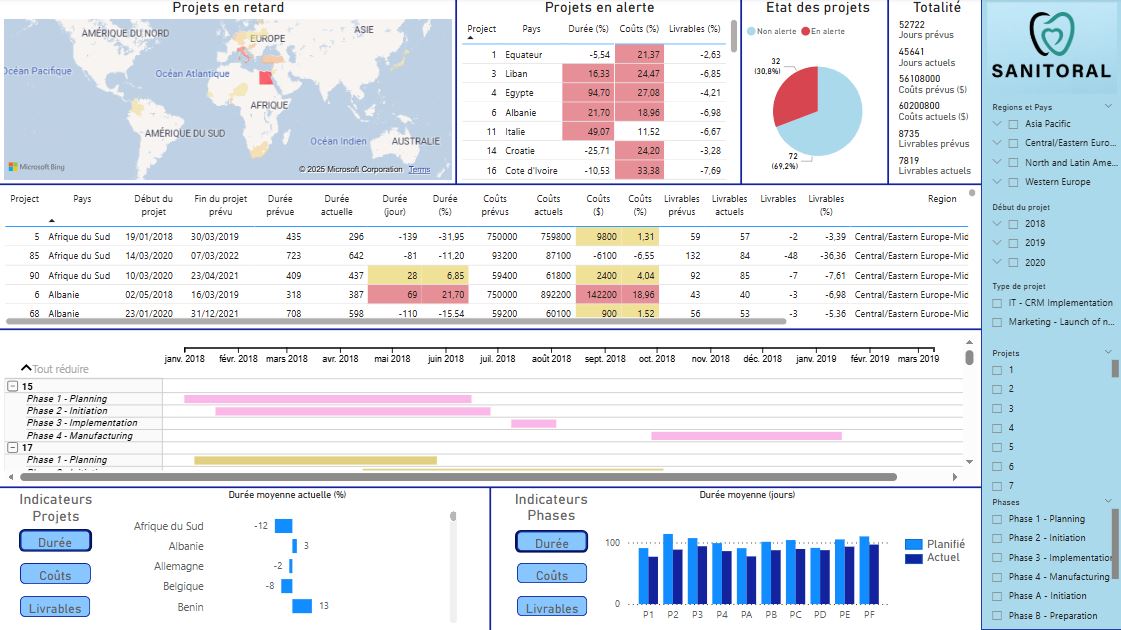 Projets en retard
AMÉRIQUE DU NORD
EUROPE
ASIE
Océan Pacifique
Océan Atlantique
AFRIQUE
AMÉRIQUE DU SUD
Océan Indien
AUSTRALIE
Microsoft Bing
© 2025 Microsoft Corporation Terms
Projets en alerte
Project Pays Durée (%) Coûts (%) Livrables (%)
1 Equateur -5,54 21,37 -2,63
3 Liban 16,33 24,47 -6,85
4 Egypte 94,70 27,08 -4,21
6 Albanie 21,70 18,96 -6,98
11 Italie 49,07 11,52 -6,67
14 Croatie -25,71 24,20 -3,28
16 Cote d'Ivoire -10,53 33,38 -7,69
Etat des projets
Non alerte En alerte
32
(30,8%)
72
(69,2%)
Totalité
52722
Jours prévus
45641
Jours actuels
56108000
Coûts prévus ($)
60200800
Coûts actuels ($)
8735
Livrables prévus
7819
Livrables actuels
Project Pays Début du projet Fin du projet prévu Durée prévue Durée actuelle Durée (jour) Durée (%) Coûts prévus Coûts actuels Coûts ($) Coûts (%) Livrables prévus Livrables actuels Livrables Livrables (%) Region
5 Afrique du Sud 19/01/2018 30/03/2019 435 296 -139 -31,95 750000 759800 9800 1,31 59 57 -2 -3,39 Central/Eastern Europe-Mid
85 Afrique du Sud 14/03/2020 07/03/2022 723 642 -81 -11,20 93200 87100 -6100 -6,55 132 84 -48 -36,36 Central/Eastern Europe-Mid
90 Afrique du Sud 10/03/2020 23/04/2021 409 437 28 6,85 59400 61800 2400 4,04 92 85 -7 -7,61 Central/Eastern Europe-Mid
6 Albanie 02/05/2018 16/03/2019 318 387 69 21,70 750000 892200 142200 18,96 43 40 -3 -6,98 Central/Eastern Europe-Mid
68 Albanie 23/01/2020 31/12/2021 708 598 -110 -15,54 59200 60100 900 1,52 56 53 -3 -5,36 Central/Eastern Europe-Mid
janv. 2018 févr. 2018 mars 2018 avr. 2018 mai 2018 juin 2018 juil. 2018 août 2018 sept. 2018 oct. 2018 nov. 2018 déc. 2018 janv. 2019 févr. 2019 mars 2019
Tout réduire
15
Phase 1 - Planning
Phase 2 - Initiation
Phase 3 - Implementation
Phase 4 - Manufacturing
17
Phase 1 - Planning
Indicateurs
Projets
Durée
Coûts
Livrables
Durée moyenne actuelle (%)
Afrique du Sud -12
Albanie 3
Allemagne -2
Belgique -8
Benin 13
Indicateurs
Phases
Durée
Coûts
Livrables
Durée moyenne (jours)
100
0
P1 P2 P3 P4 PA PB PC PD PE PF
Planifié
Actuel
SANITORAL
Regions et Pays
Asia Pacific
Central/Eastern Euro...
North and Latin Ame...
Western Europe
Début du projet
2018
2019
2020
Type de projet
IT - CRM Implementation
Marketing - Launch of n...
Projets
1
2
3
4
5
6
7
Phases
Phase 1 - Planning
Phase 2 - Initiation
Phase 3 - Implementation
Phase 4 - Manufacturing
Phase A - Initiation
Phase B - Preparation